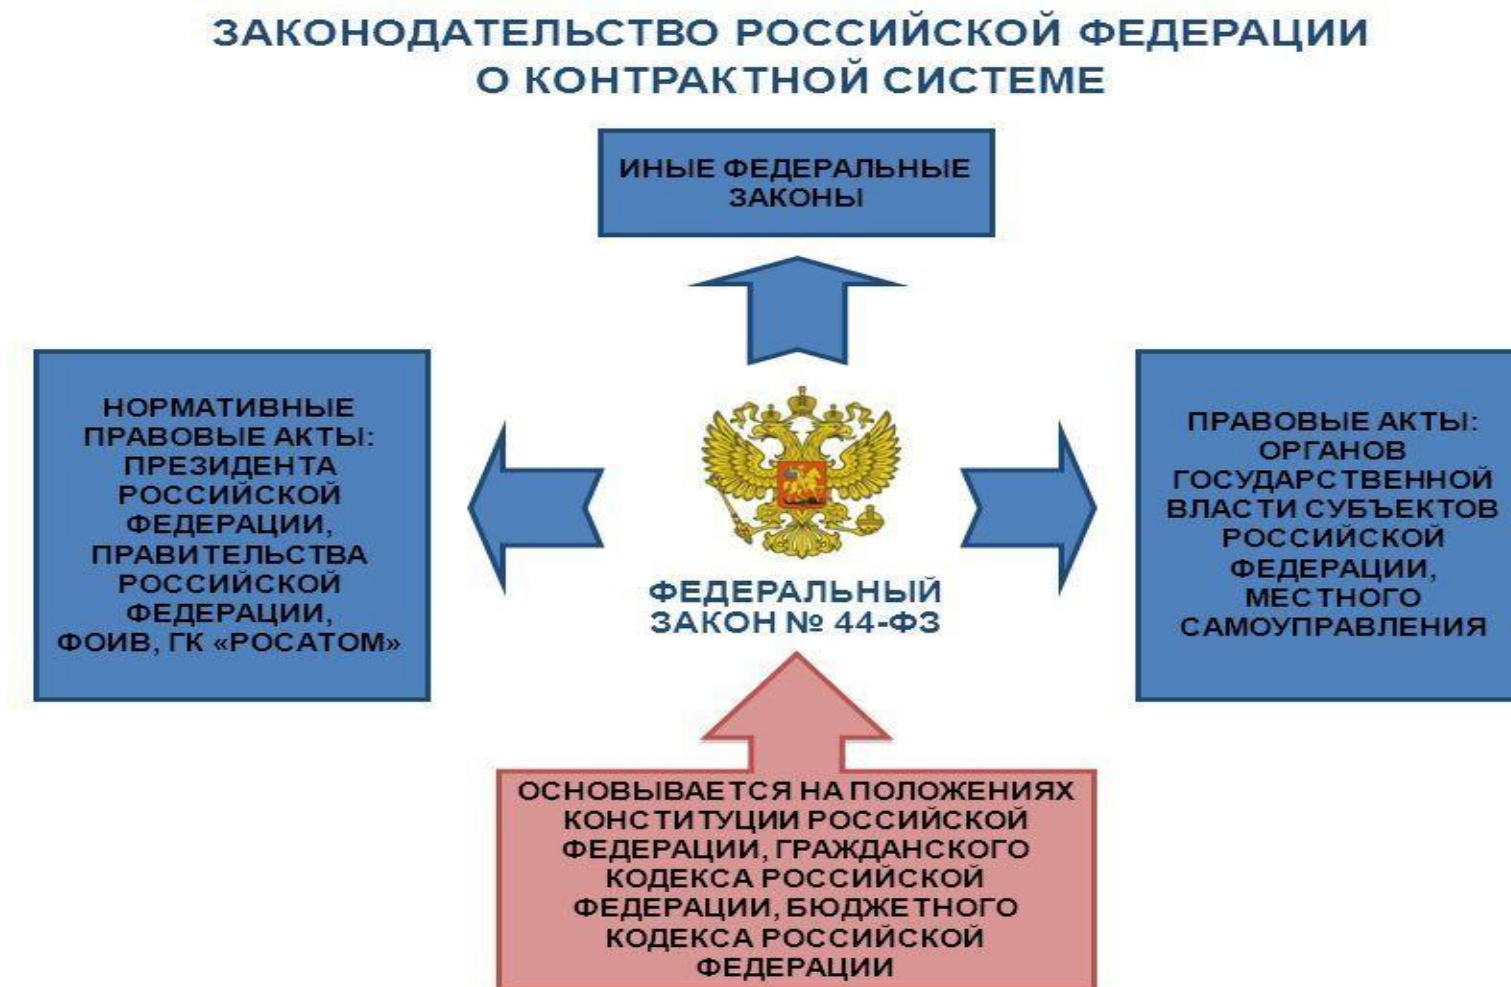 ЗАКОНОДАТЕЛЬСТВО РОССИЙСКОЙ ФЕДЕРАЦИИ
О КОНТРАКТНОЙ СИСТЕМЕ
ИНЫЕ ФЕДЕРАЛЬНЫЕ
ЗАКОНЫ
НОРМАТИВНЫЕ
ПРАВОВЫЕ АКТЫ:
ПРЕЗИДЕНТА
РОССИЙСКОЙ
ФЕДЕРАЦИИ,
ПРАВИТЕЛЬСТВА
РОССИЙСКОЙ
ФЕДЕРАЦИИ,
ФОИВ, ГК «РОСАТОМ»
ФЕДЕРАЛЬНЫЙ
ЗАКОН № 44-ФЗ
ПРАВОВЫЕ АКТЫ:
ОРГАНОВ
ГОСУДАРСТВЕННОЙ
ВЛАСТИ СУБЪЕКТОВ
РОССИЙСКОЙ
ФЕДЕРАЦИИ,
МЕСТНОГО
САМОУПРАВЛЕНИЯ
ОСНОВЫВАЕТСЯ НА ПОЛОЖЕНИЯХ
КОНСТИТУЦИИ РОССИЙСКОЙ
ФЕДЕРАЦИИ, ГРАЖДАНСКОГО
КОДЕКСА РОССИЙСКОЙ
ФЕДЕРАЦИИ, БЮДЖЕТНОГО
КОДЕКСА РОССИЙСКОЙ
ФЕДЕРАЦИИ